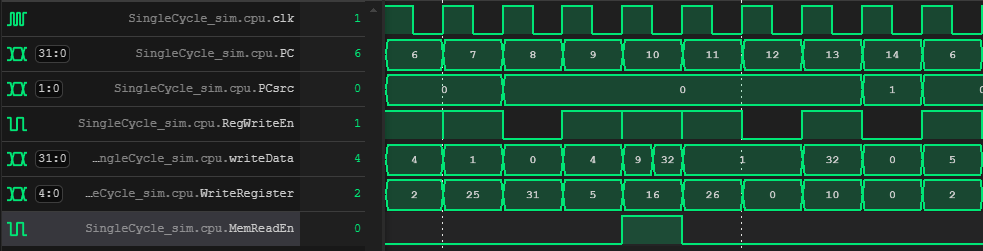 SingleCycle_sim.cpu.clk 1
31:0 SingleCycle_sim.cpu.PC 6 6 7 8 9 10 11 12 13 14 6
1:0 SingleCycle_sim.cpu.PCsrc 0 0 0 1 0
SingleCycle_sim.cpu.RegWriteEn 1
31:0 …ngleCycle_sim.cpu.writeData 4 4 1 0 4 9 32 1 32 0 5
4:0 …eCycle_sim.cpu.WriteRegister 2 2 25 31 5 16 26 0 10 0 2
SingleCycle_sim.cpu.MemReadEn 0